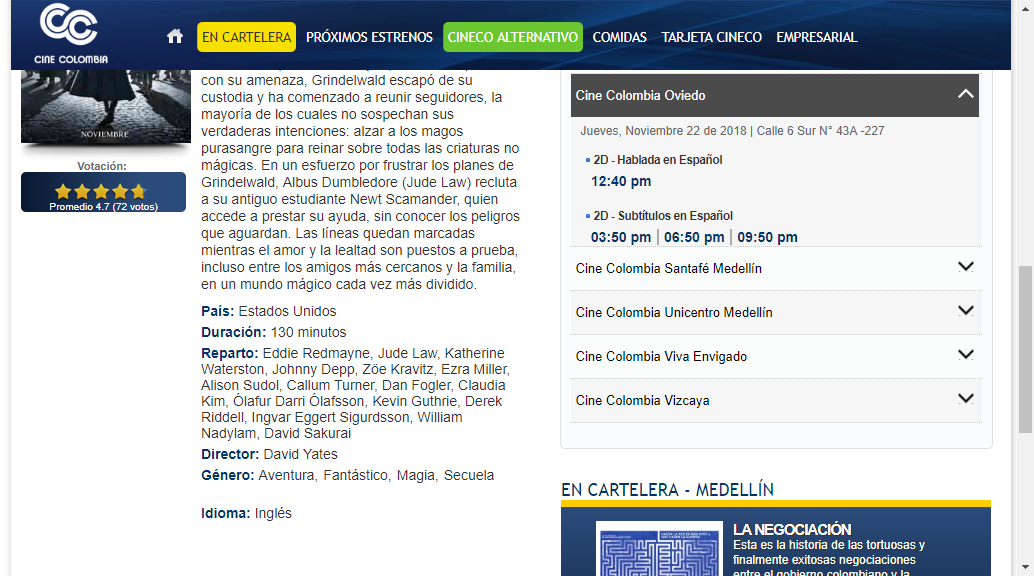 CINE COLOMBIA
EN CARTELERA
PRÓXIMOS ESTRENOS
CINECO ALTERNATIVO
COMIDAS
TARJETA CINECO
EMPRESARIAL
NOVIEMBRE
Votación:
Promedio 4.7 (72 votos)
con su amenaza, Grindelwald escapó de su
custodia y ha comenzado a reunir seguidores, la
mayoría de los cuales no sospechan sus
verdaderas intenciones: alzar a los magos
purasangre para reinar sobre todas las criaturas no
mágicas. En un esfuerzo por frustrar los planes de
Grindelwald, Albus Dumbledore (Jude Law) recluta
a su antiguo estudiante Newt Scamander, quien
accede a prestar su ayuda, sin conocer los peligros
que aguardan. Las líneas quedan marcadas
mientras el amor y la lealtad son puestos a prueba,
incluso entre los amigos más cercanos y la familia,
en un mundo mágico cada vez más dividido.
País: Estados Unidos
Duración: 130 minutos
Reparto: Eddie Redmayne, Jude Law, Katherine
Waterston, Johnny Depp, Zöe Kravitz, Ezra Miller,
Alison Sudol, Callum Turner, Dan Fogler, Claudia
Kim, Ólafur Darri Ólafsson, Kevin Guthrie, Derek
Riddell, Ingvar Eggert Sigurdsson, William
Nadylam, David Sakurai
Director: David Yates
Género: Aventura, Fantástico, Magia, Secuela
Idioma: Inglés
Cine Colombia Oviedo
Jueves, Noviembre 22 de 2018 | Calle 6 Sur N° 43A -227
2D - Hablada en Español
12:40 pm
2D - Subtítulos en Español
03:50 pm | 06:50 pm | 09:50 pm
Cine Colombia Santafé Medellín
Cine Colombia Unicentro Medellín
Cine Colombia Viva Envigado
Cine Colombia Vizcaya
EN CARTELERA - MEDELLÍN
LA NEGOCIACIÓN
Esta es la historia de las tortuosas y
finalmente exitosas negociaciones
entre el gobierno colombiano y la